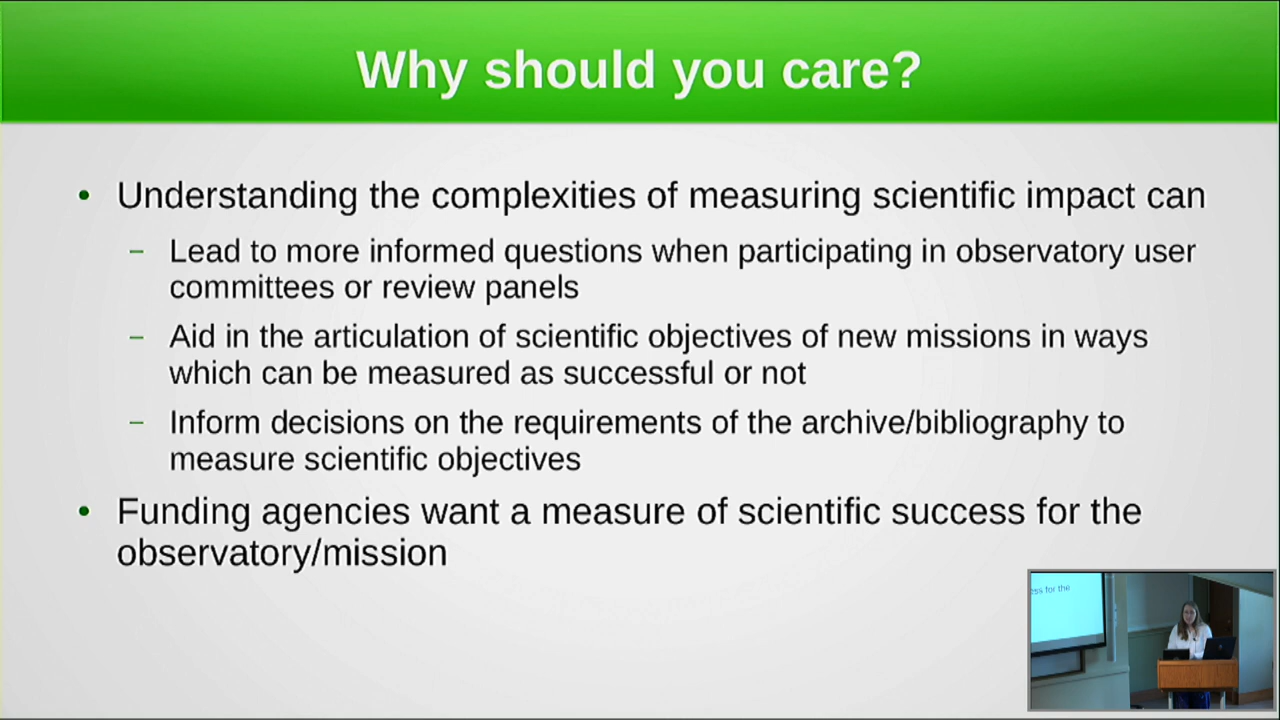 Why should you care?
• Understanding the complexities of measuring scientific impact can
– Lead to more informed questions when participating in observatory user
committees or review panels
– Aid in the articulation of scientific objectives of new missions in ways
which can be measured as successful or not
– Inform decisions on the requirements of the archive/bibliography to
measure scientific objectives
• Funding agencies want a measure of scientific success for the
observatory/mission
ess for the